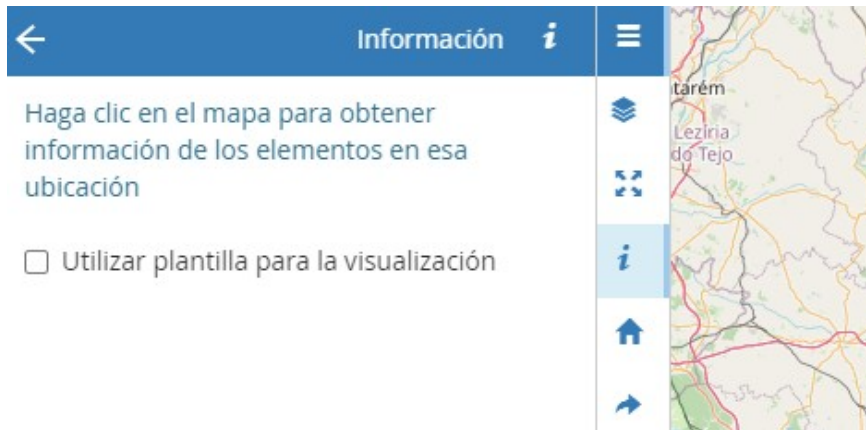 Información
Haga clic en el mapa para obtener
información de los elementos en esa
ubicación
Utilizar plantilla para la visualización
tarém
Lezíria
do Tejo